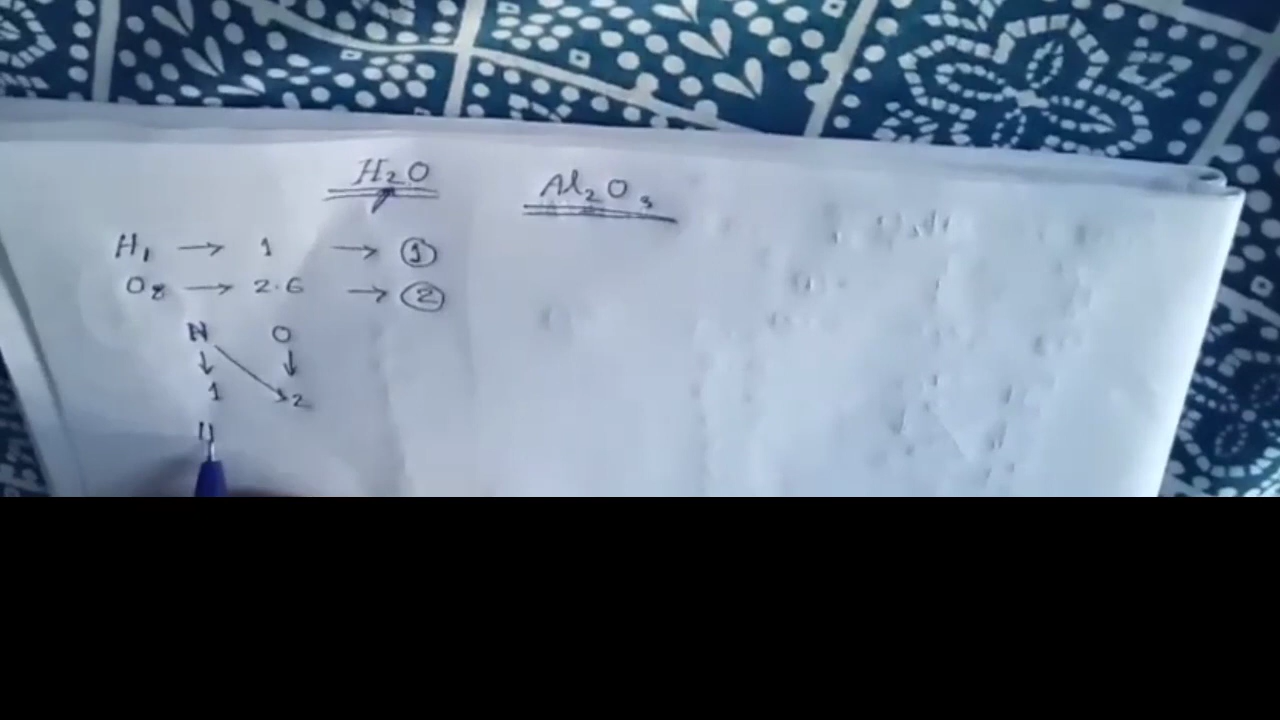 H₂O Al₂O₃
H₁ → 1 → ①
O₈ → 2.6 → ②
N O
↓ ↓
1 2